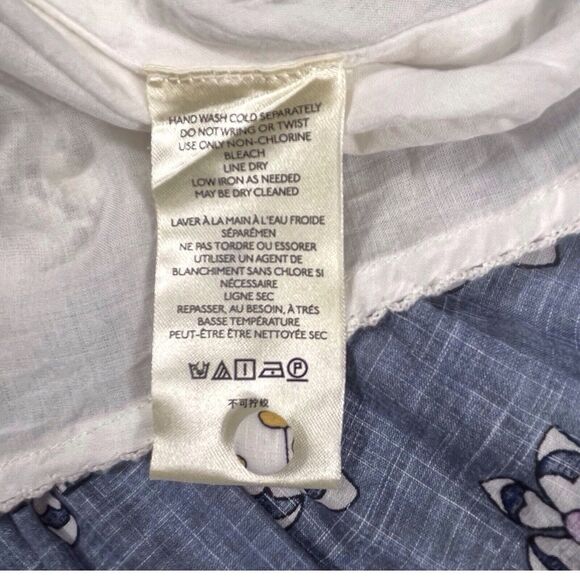 HAND WASH COLD SEPARATELY
DO NOT WRING OR TWIST
USE ONLY NON-CHLORINE
BLEACH
LINE DRY
LOW IRON AS NEEDED
MAY BE DRY CLEANED
LAVER À LA MAIN À L'EAU FROIDE
SÉPARÉMEN
NE PAS TORDRE OU ESSORER
UTILISER UN AGENT DE
BLANCHIMENT SANS CHLORE SI
NÉCESSAIRE
LIGNE SEC
REPASSER, AU BESOIN, À TRÉS
BASSE TEMPÉRATURE
PEUT-ÊTRE ÊTRE NETTOYÉE SEC
P
不可拧绞